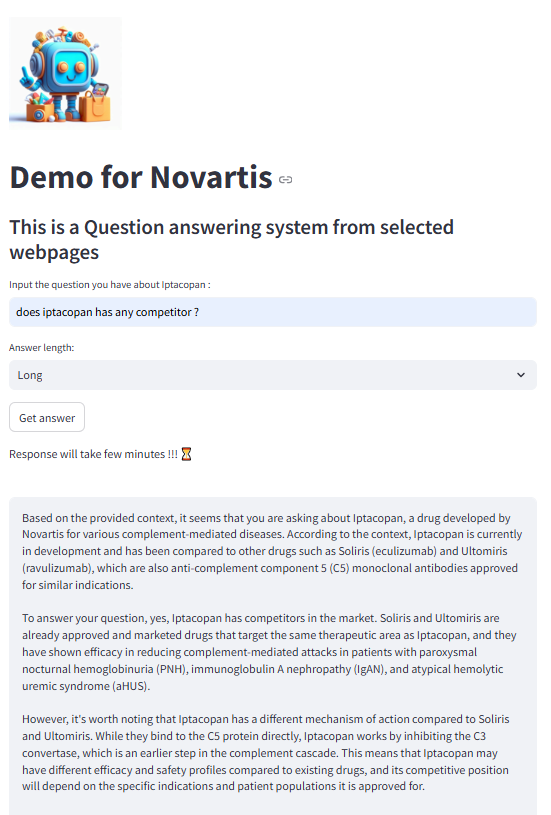 Demo for Novartis
This is a Question answering system from selected
webpages
Input the question you have about Iptacopan :
does iptacopan has any competitor ?
Answer length:
Long
Get answer
Response will take few minutes !!! ⏳
Based on the provided context, it seems that you are asking about Iptacopan, a drug developed by
Novartis for various complement-mediated diseases. According to the context, Iptacopan is currently
in development and has been compared to other drugs such as Soliris (eculizumab) and Ultomiris
(ravulizumab), which are also anti-complement component 5 (C5) monoclonal antibodies approved
for similar indications.
To answer your question, yes, Iptacopan has competitors in the market. Soliris and Ultomiris are
already approved and marketed drugs that target the same therapeutic area as Iptacopan, and they
have shown efficacy in reducing complement-mediated attacks in patients with paroxysmal
nocturnal hemoglobinuria (PNH), immunoglobulin A nephropathy (IgAN), and atypical hemolytic
uremic syndrome (aHUS).
However, it's worth noting that Iptacopan has a different mechanism of action compared to Soliris
and Ultomiris. While they bind to the C5 protein directly, Iptacopan works by inhibiting the C3
convertase, which is an earlier step in the complement cascade. This means that Iptacopan may
have different efficacy and safety profiles compared to existing drugs, and its competitive position
will depend on the specific indications and patient populations it is approved for.